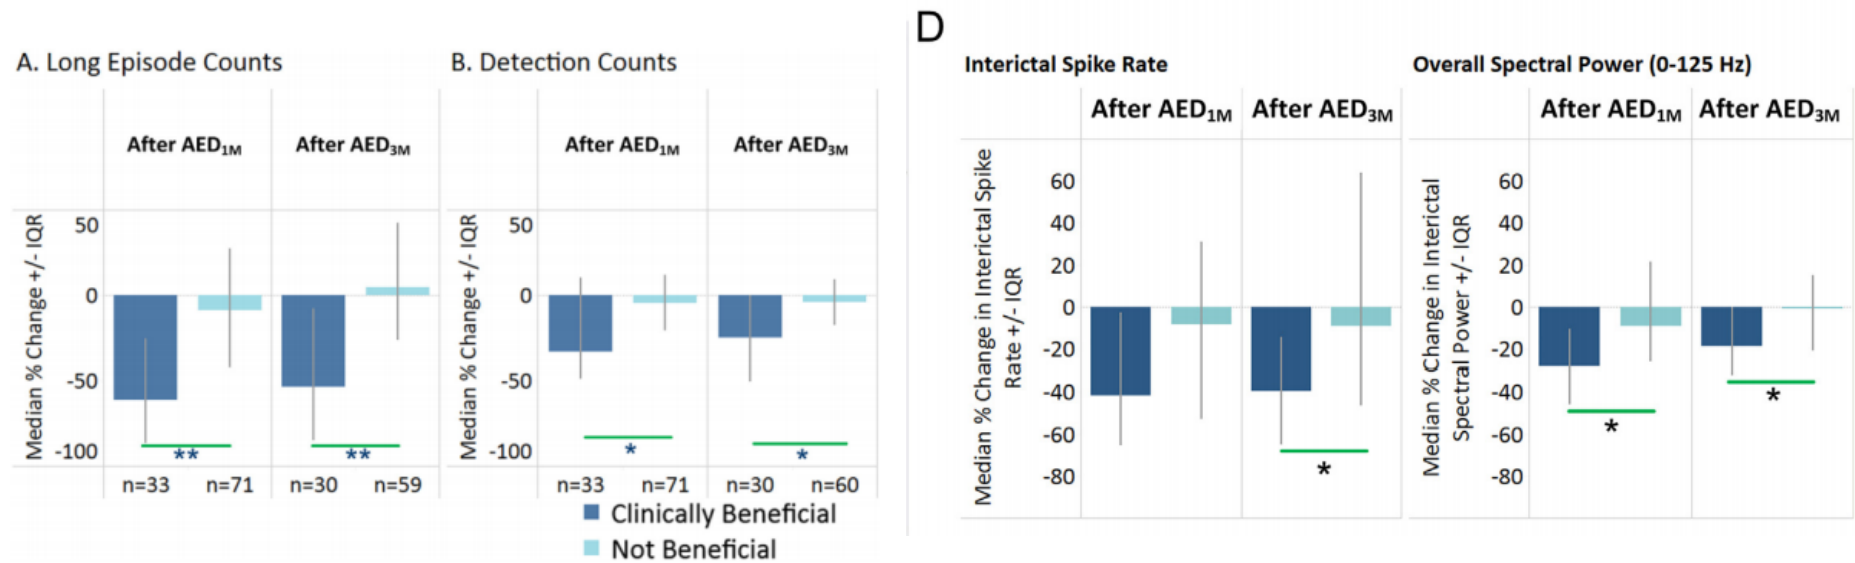 A. Long Episode Counts
After AED1M After AED3M
Median % Change +/- IQR
50
0
-50
-100
** **
n=33 n=71 n=30 n=59
B. Detection Counts
After AED1M After AED3M
Median % Change +/- IQR
50
0
-50
-100
* *
n=33 n=71 n=30 n=60
Clinically Beneficial
Not Beneficial
D
Interictal Spike Rate
After AED1M After AED3M
Median % Change in Interictal Spike
Rate +/- IQR
60
40
20
0
-20
-40
-60
-80
*
Overall Spectral Power (0-125 Hz)
After AED1M After AED3M
Median % Change in Interictal
Spectral Power +/- IQR
60
40
20
0
-20
-40
-60
-80
* *